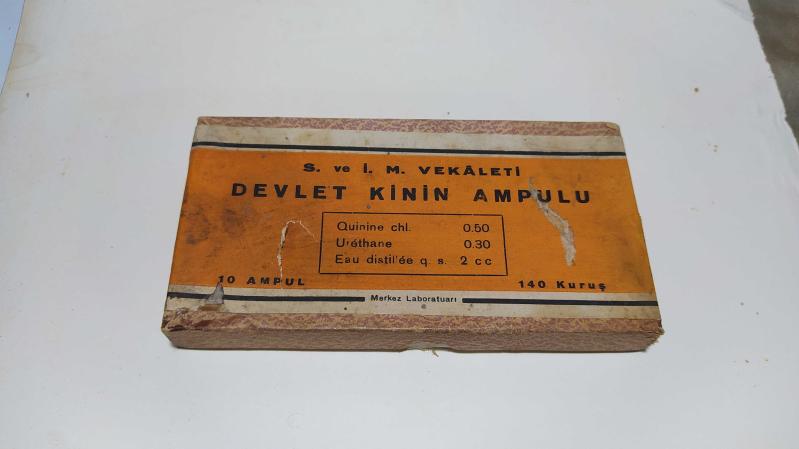 S. ve İ. M. VEKÂLETİ
DEVLET KİNİN AMPULU
Quinine chl. 0.50
Uréthane 0.30
Eau distillée q. s. 2 cc
10 AMPUL 140 Kuruş
Merkez Laboratuarı